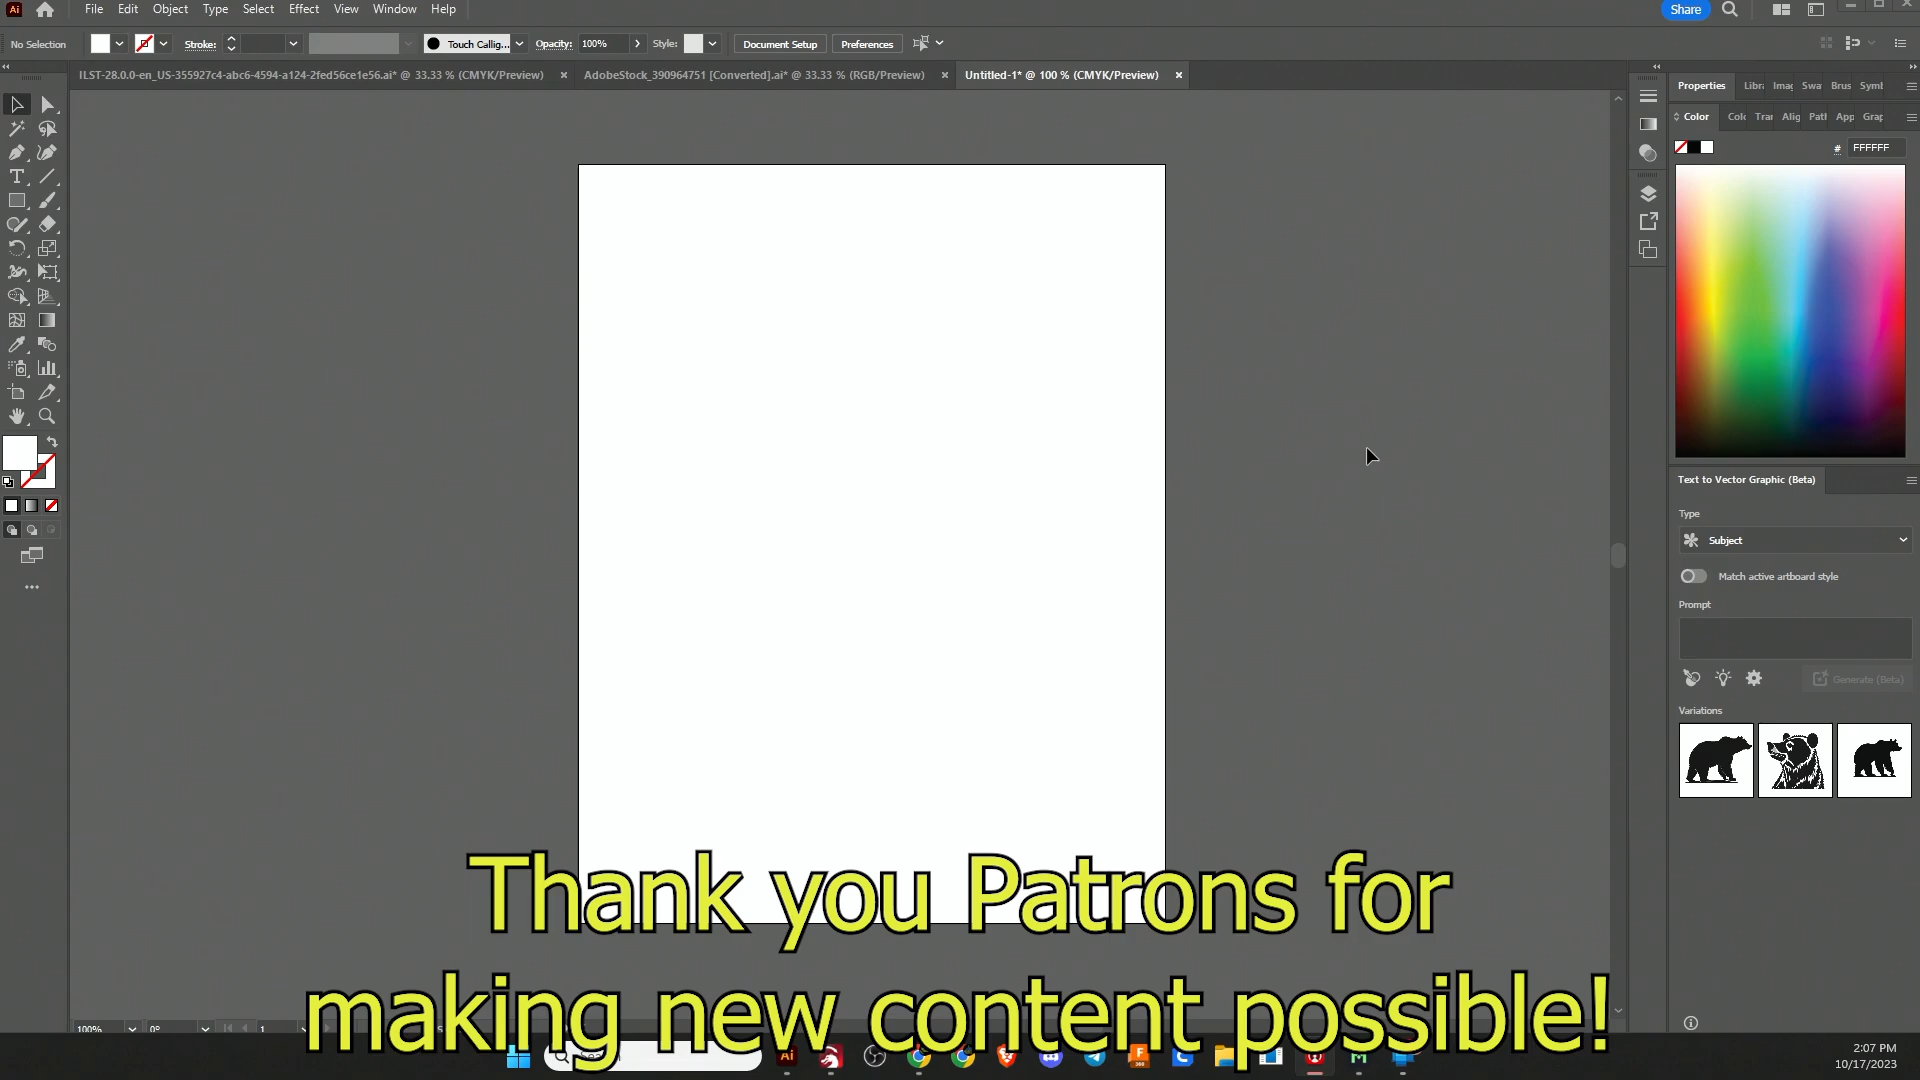 Ai
File Edit Object Type Select Effect View Window Help
Share
No Selection
Stroke:
Touch Callig...
Opacity: 100%
Style:
Document Setup
Preferences
ILST-28.0.0-en_US-355927c4-abc6-4594-a124-2fed56ce1e56.ai* @ 33.33 % (CMYK/Preview)
AdobeStock_390964751 [Converted].ai* @ 33.33 % (RGB/Preview)
Untitled-1* @ 100 % (CMYK/Preview)
Properties Libra Imag Swa Brus Symb
Color Colo Tran Alig Path App Grap
# FFFFFF
Text to Vector Graphic (Beta)
Type
Subject
Match active artboard style
Prompt
Generate (Beta)
Variations
Thank you Patrons for
making new content possible!
100% 0° 1
2:07 PM
10/17/2023